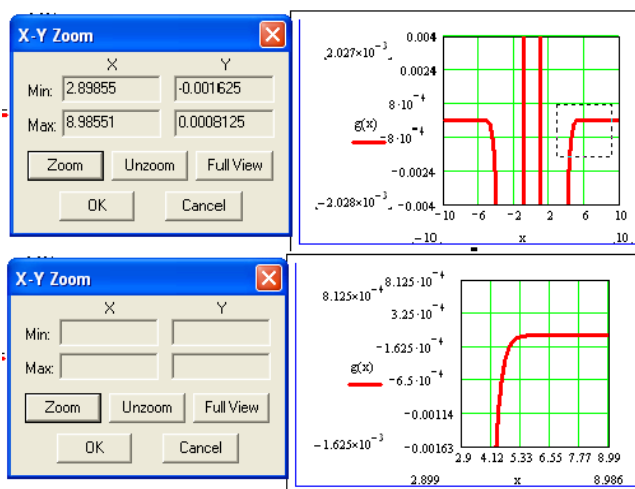 X-Y Zoom
X Y
Min: 2.89855 -0.001625
Max: 8.98551 0.0008125
Zoom Unzoom Full View
OK Cancel
2.027×10⁻³
-2.028×10⁻³
g(x)
0.004
0.0024
8·10⁻⁴
-8·10⁻⁴
-0.0024
-0.004
-10 -6 -2 2 6 10
-10 x 10
X-Y Zoom
X Y
Min:
Max:
Zoom Unzoom Full View
OK Cancel
8.125×10⁻⁴
-1.625×10⁻³
g(x)
8.125·10⁻⁴
3.25·10⁻⁴
-1.625·10⁻⁴
-6.5·10⁻⁴
-0.00114
-0.00163
2.9 4.12 5.33 6.55 7.77 8.99
2.899 x 8.986